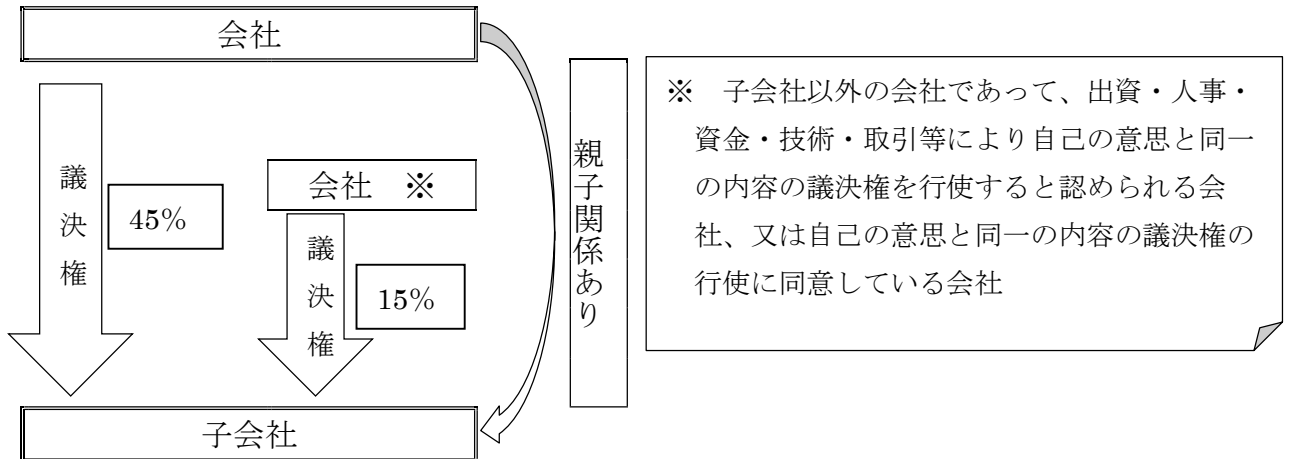 会社
議決権
45%
会社　※
議決権
15%
子会社
親子関係あり
※　子会社以外の会社であって、出資・人事・
資金・技術・取引等により自己の意思と同一
の内容の議決権を行使すると認められる会
社、又は自己の意思と同一の内容の議決権の
行使に同意している会社